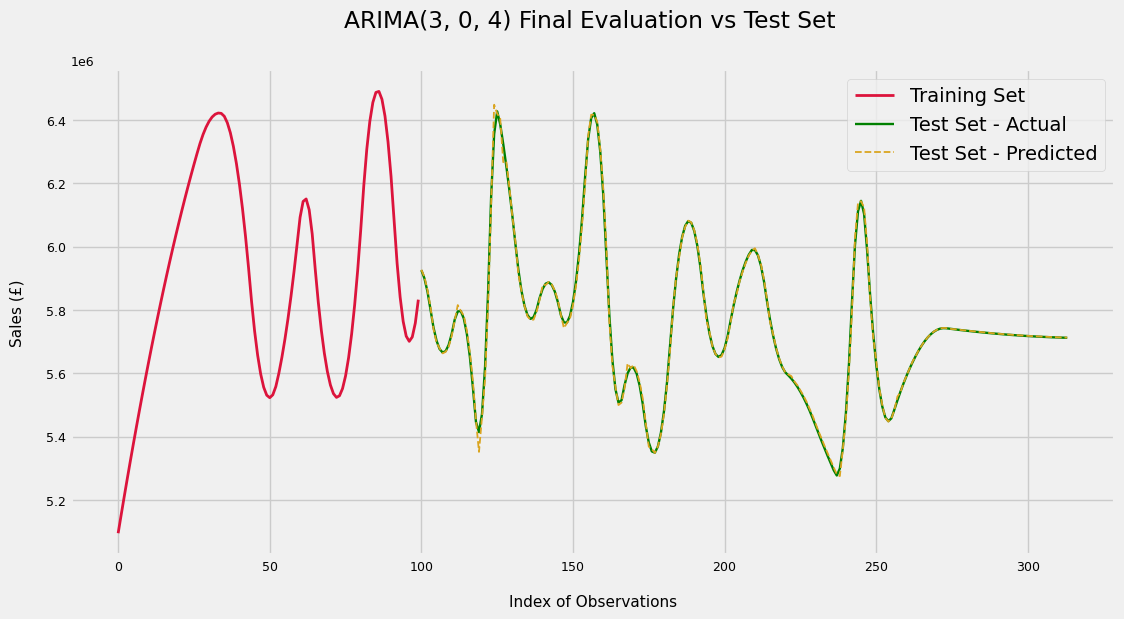 ARIMA(3, 0, 4) Final Evaluation vs Test Set
1e6
Training Set
Test Set - Actual
Test Set - Predicted
6.4
6.2
6.0
5.8
5.6
5.4
5.2
Sales (£)
0 50 100 150 200 250 300
Index of Observations